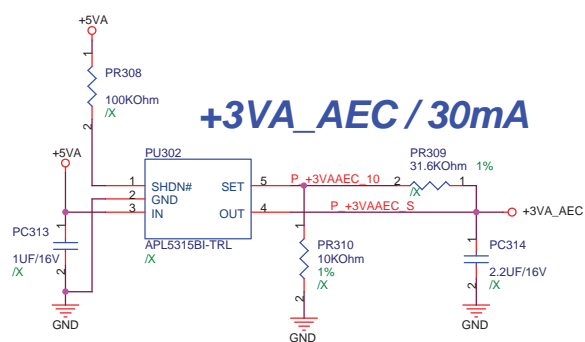 +5VA
1
PR308
100KOhm
/X
2
+3VA_AEC / 30mA
+5VA
PU302
PR309
31.6KOhm 1%
1 SHDN# SET 5 P_+3VAAEC_10 2 1
2 GND
3 IN OUT 4 P_+3VAAEC_S +3VA_AEC
APL5315BI-TRL
/X
1
PC313
1UF/16V
2
/X
GND
1
PR310
10KOhm
1%
/X
2
GND
1
PC314
2.2UF/16V
2
/X
GND